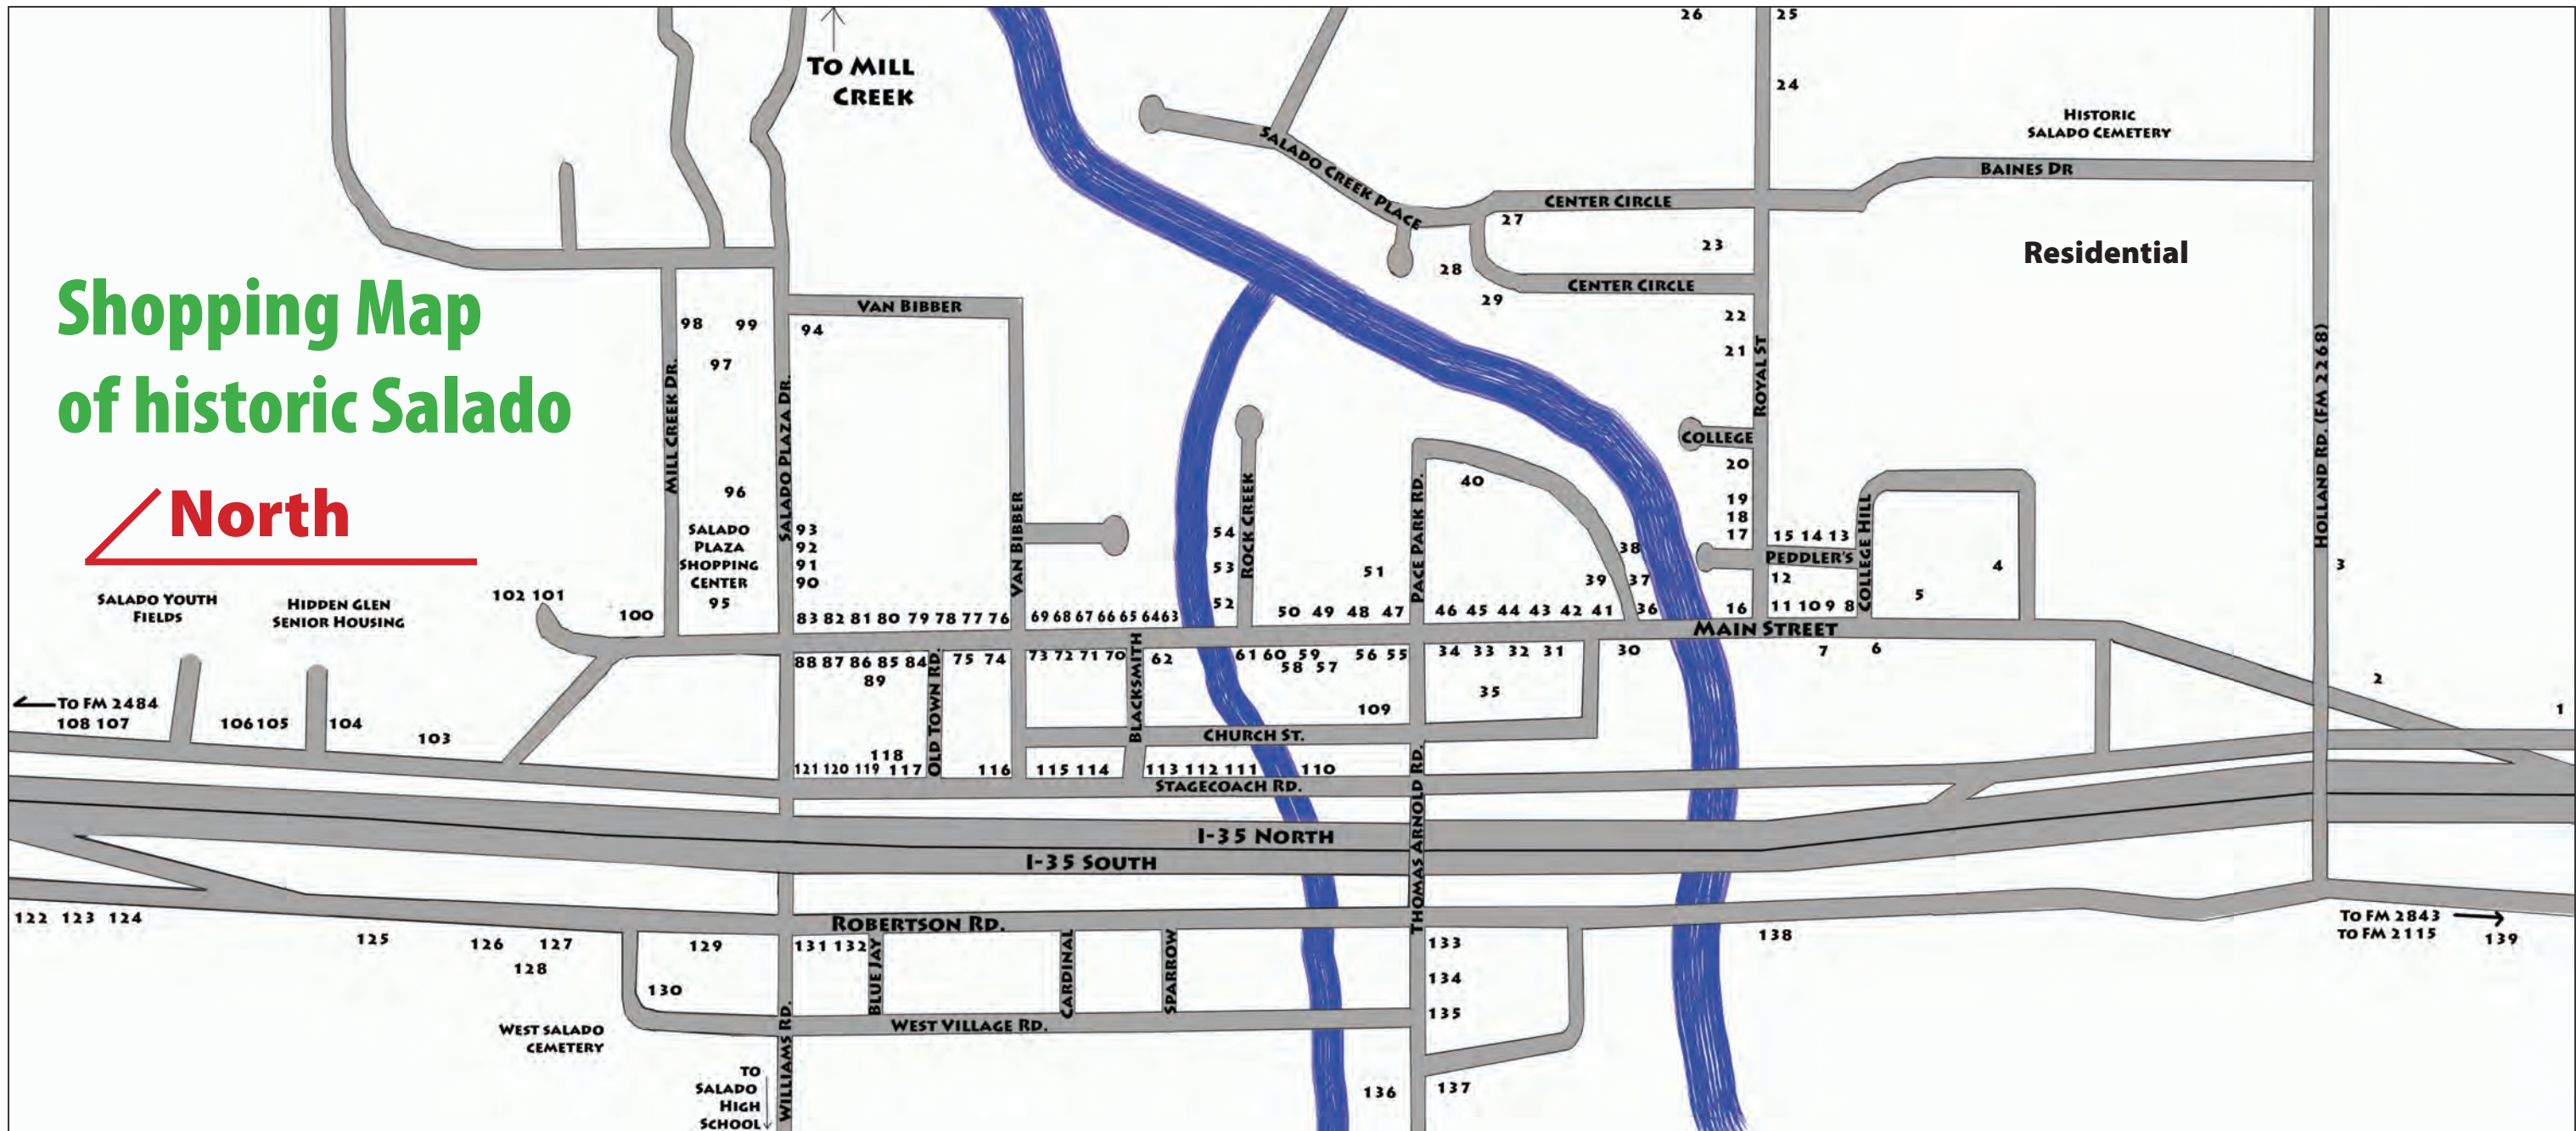 26 25
TO MILL
CREEK
24
HISTORIC
SALADO CEMETERY
SALADO CREEK PLACE
BAINES DR
CENTER CIRCLE
27
23
Residential
28
CENTER CIRCLE
29
Shopping Map
of historic Salado
North
VAN BIBBER
98 99 94
97
22
21
MILL CREEK DR.
SALADO PLAZA DR.
ROYAL ST
HOLLAND RD. (FM 2268)
COLLEGE
20
40
96
19
18
17
SALADO
PLAZA
SHOPPING
CENTER
95
93
92
91
90
VAN BIBBER
54
53
52
ROCK CREEK
51
PACE PARK RD.
38
39 37
36
15 14 13
PEDDLER'S
12
COLLEGE HILL
4
5
3
SALADO YOUTH
FIELDS
HIDDEN GLEN
SENIOR HOUSING
102 101
100
83 82 81 80 79 78 77 76
69 68 67 66 65 64 63
50 49 48 47
46 45 44 43 42 41
16
11 10 9 8
MAIN STREET
88 87 86 85 84
89
OLD TOWN RD.
75 74
73 72 71 70
BLACKSMITH
62
61 60 59
58 57
56 55
34 33 32 31
30
7 6
35
2
1
TO FM 2484
108 107
106 105
104
103
109
CHURCH ST.
118
121 120 119 117
116
115 114
113 112 111
110
STAGECOACH RD.
THOMAS ARNOLD RD.
I-35 NORTH
I-35 SOUTH
ROBERTSON RD.
122 123 124
125
126 127
128
129
130
131 132
BLUE JAY
CARDINAL
SPARROW
133
134
135
138
TO FM 2843
TO FM 2115
139
WEST SALADO
CEMETERY
WEST VILLAGE RD.
WILLIAMS RD.
TO
SALADO
HIGH
SCHOOL
136
137